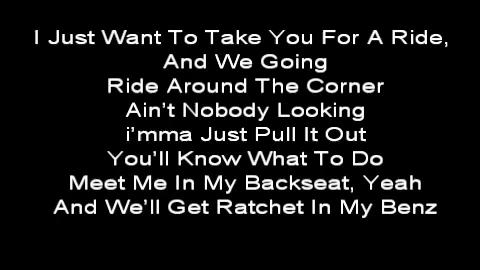 I Just Want To Take You For A Ride,
And We Going
Ride Around The Corner
Ain't Nobody Looking
i'mma Just Pull It Out
You'll Know What To Do
Meet Me In My Backseat, Yeah
And We'll Get Ratchet In My Benz